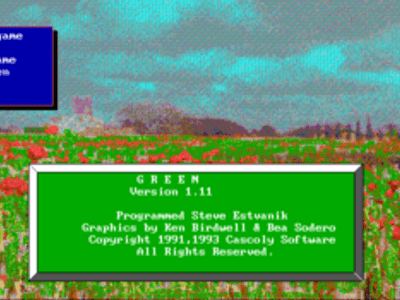 game
G R E E N
Version 1.11
Programmed Steve Estvanik
Graphics by Ken Birdwell & Bea Sodero
Copyright 1991,1993 Cascoly Software
All Rights Reserved.